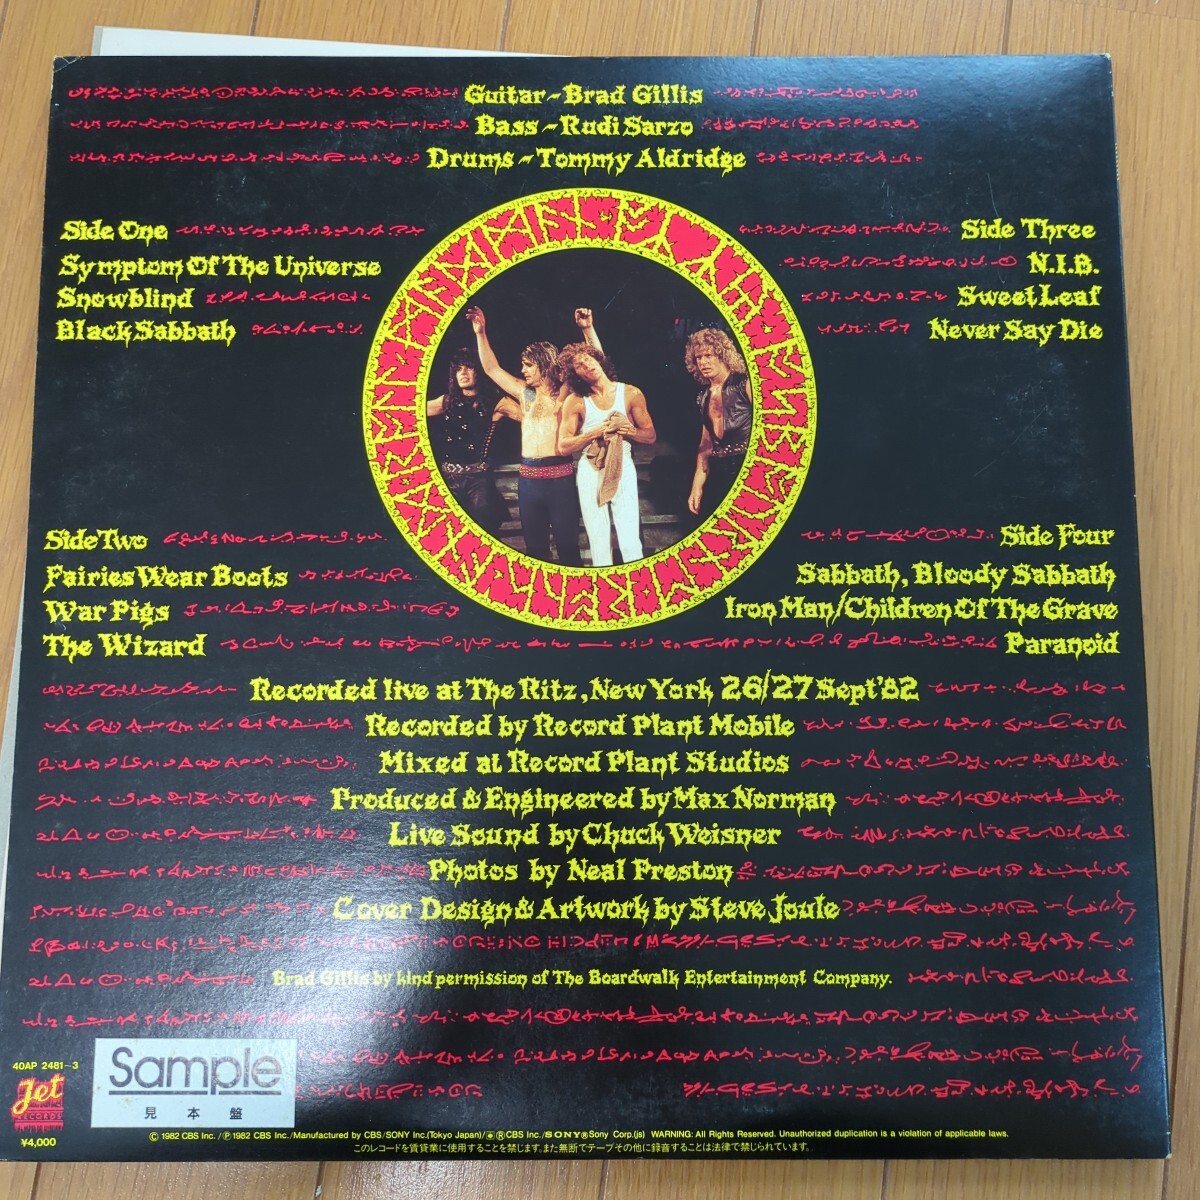 Guitar~Brad Gillis
Bass~Rudi Sarzo
Drums~Tommy Aldridge
Side One
Symptom Of The Universe
Snowblind
Black Sabbath
Side Three
N.I.B.
Sweet Leaf
Never Say Die
Side Two
Fairies Wear Boots
War Pigs
The Wizard
Side Four
Sabbath, Bloody Sabbath
Iron Man/Children Of The Grave
Paranoid
Recorded live at The Ritz, New York 26/27 Sept'82
Recorded by Record Plant Mobile
Mixed at Record Plant Studios
Produced & Engineered by Max Norman
Live Sound by Chuck Weisner
Photos by Neal Preston
Cover Design & Artwork by Steve Joule
Brad Gillis by kind permission of The Boardwalk Entertainment Company.
40AP 2481~3
Jet
RECORDS
¥4,000
Sample
見本盤
© 1982 CBS Inc./Ⓟ1982 CBS Inc./Manufactured by CBS/SONY Inc.(Tokyo Japan)/ ® CBS Inc./SONY®Sony Corp.(js) WARNING: All Rights Reserved. Unauthorized duplication is a violation of applicable laws.
このレコードを賃貸業に使用することを禁じます。また無断でテープその他に録音することは法律で禁じられています。